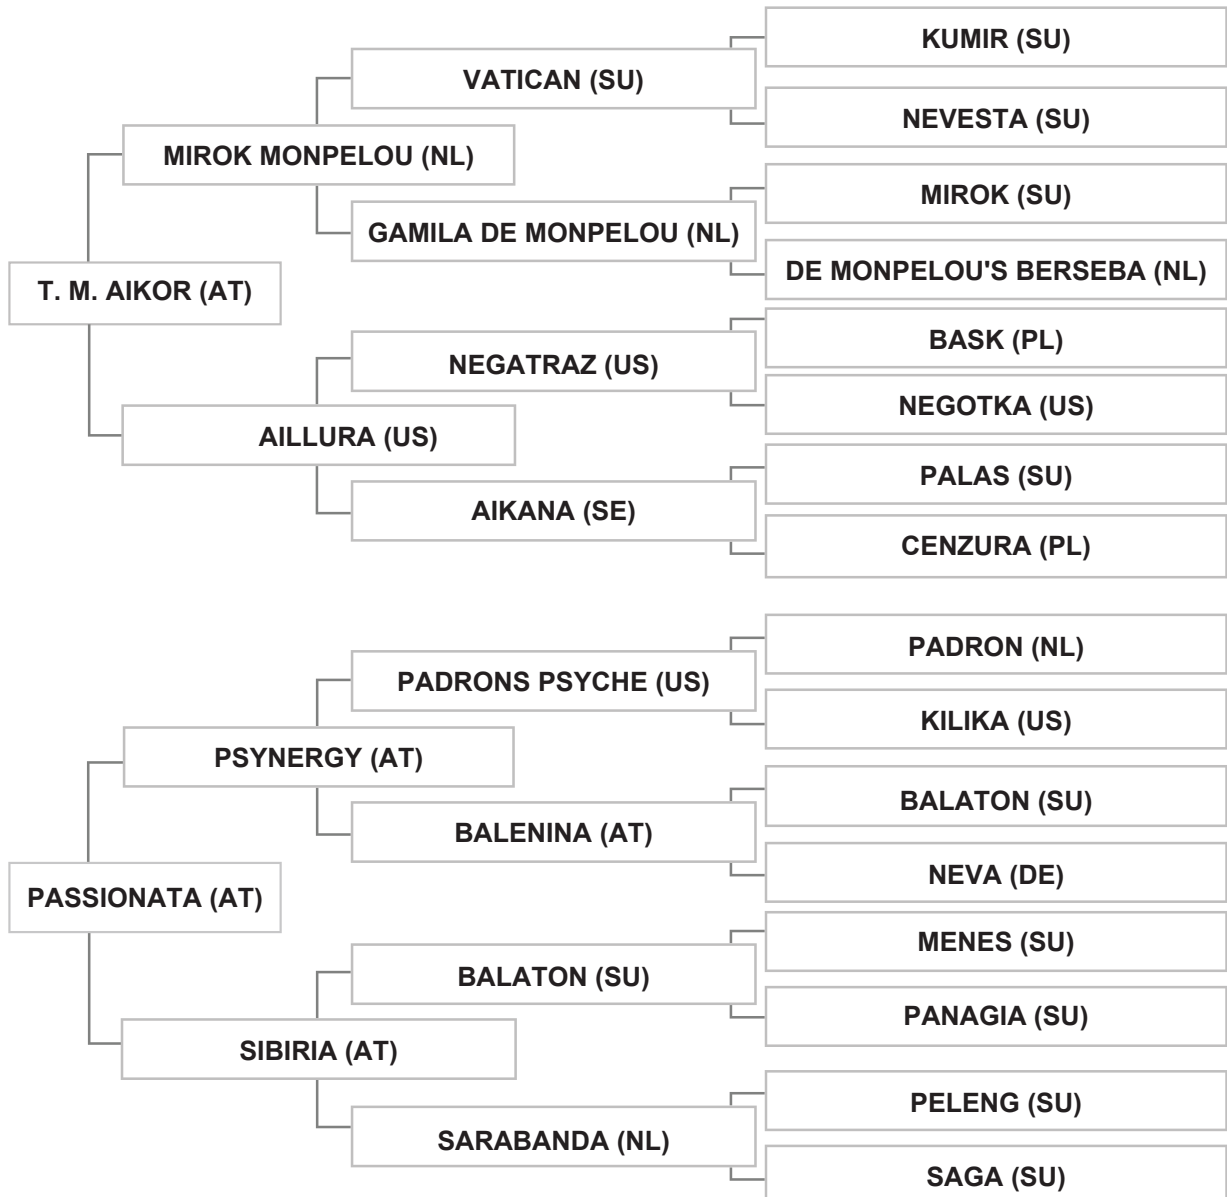 KUMIR (SU)
VATICAN (SU)
NEVESTA (SU)
MIROK MONPELOU (NL)
MIROK (SU)
GAMILA DE MONPELOU (NL)
DE MONPELOU'S BERSEBA (NL)
T. M. AIKOR (AT)
BASK (PL)
NEGATRAZ (US)
NEGOTKA (US)
AILLURA (US)
PALAS (SU)
AIKANA (SE)
CENZURA (PL)
PADRON (NL)
PADRONS PSYCHE (US)
KILIKA (US)
PSYNERGY (AT)
BALATON (SU)
BALENINA (AT)
NEVA (DE)
PASSIONATA (AT)
MENES (SU)
BALATON (SU)
PANAGIA (SU)
SIBIRIA (AT)
PELENG (SU)
SARABANDA (NL)
SAGA (SU)